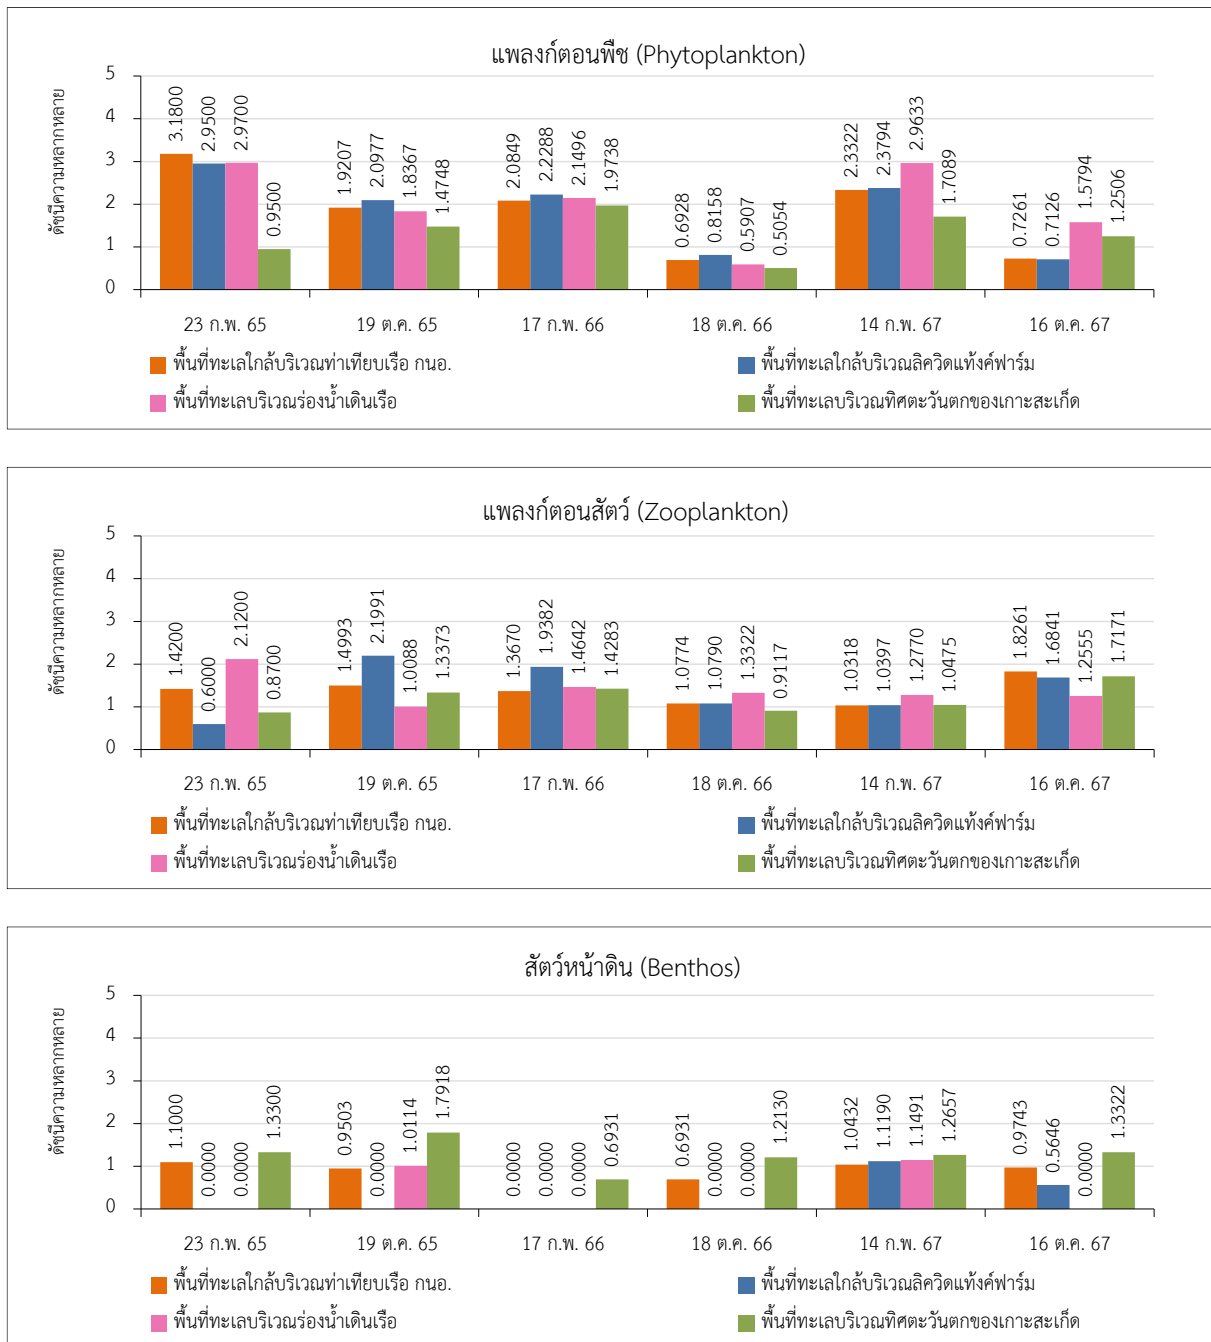 แพลงก์ตอนพืช (Phytoplankton)
ดัชนีความหลากหลาย
5
4
3
2
1
0
3.1800 2.9500 2.9700 0.9500
1.9207 2.0977 1.8367 1.4748
2.0849 2.2288 2.1496 1.9738
0.6928 0.8158 0.5907 0.5054
2.3322 2.3794 2.9633 1.7089
0.7261 0.7126 1.5794 1.2506
23 ก.พ. 65 19 ต.ค. 65 17 ก.พ. 66 18 ต.ค. 66 14 ก.พ. 67 16 ต.ค. 67
พื้นที่ทะเลใกล้บริเวณท่าเทียบเรือ กนอ. พื้นที่ทะเลใกล้บริเวณลิควิดแท้งค์ฟาร์ม
พื้นที่ทะเลบริเวณร่องน้ำเดินเรือ พื้นที่ทะเลบริเวณทิศตะวันตกของเกาะสะเก็ด
แพลงก์ตอนสัตว์ (Zooplankton)
ดัชนีความหลากหลาย
5
4
3
2
1
0
1.4200 0.6000 2.1200 0.8700
1.4993 2.1991 1.0088 1.3373
1.3670 1.9382 1.4642 1.4283
1.0774 1.0790 1.3322 0.9117
1.0318 1.0397 1.2770 1.0475
1.8261 1.6841 1.2555 1.7171
23 ก.พ. 65 19 ต.ค. 65 17 ก.พ. 66 18 ต.ค. 66 14 ก.พ. 67 16 ต.ค. 67
พื้นที่ทะเลใกล้บริเวณท่าเทียบเรือ กนอ. พื้นที่ทะเลใกล้บริเวณลิควิดแท้งค์ฟาร์ม
พื้นที่ทะเลบริเวณร่องน้ำเดินเรือ พื้นที่ทะเลบริเวณทิศตะวันตกของเกาะสะเก็ด
สัตว์หน้าดิน (Benthos)
ดัชนีความหลากหลาย
5
4
3
2
1
0
1.1000 0.0000 0.0000 1.3300
0.9503 0.0000 1.0114 1.7918
0.0000 0.0000 0.0000 0.6931
0.6931 0.0000 0.0000 1.2130
1.0432 1.1190 1.1491 1.2657
0.9743 0.5646 0.0000 1.3322
23 ก.พ. 65 19 ต.ค. 65 17 ก.พ. 66 18 ต.ค. 66 14 ก.พ. 67 16 ต.ค. 67
พื้นที่ทะเลใกล้บริเวณท่าเทียบเรือ กนอ. พื้นที่ทะเลใกล้บริเวณลิควิดแท้งค์ฟาร์ม
พื้นที่ทะเลบริเวณร่องน้ำเดินเรือ พื้นที่ทะเลบริเวณทิศตะวันตกของเกาะสะเก็ด